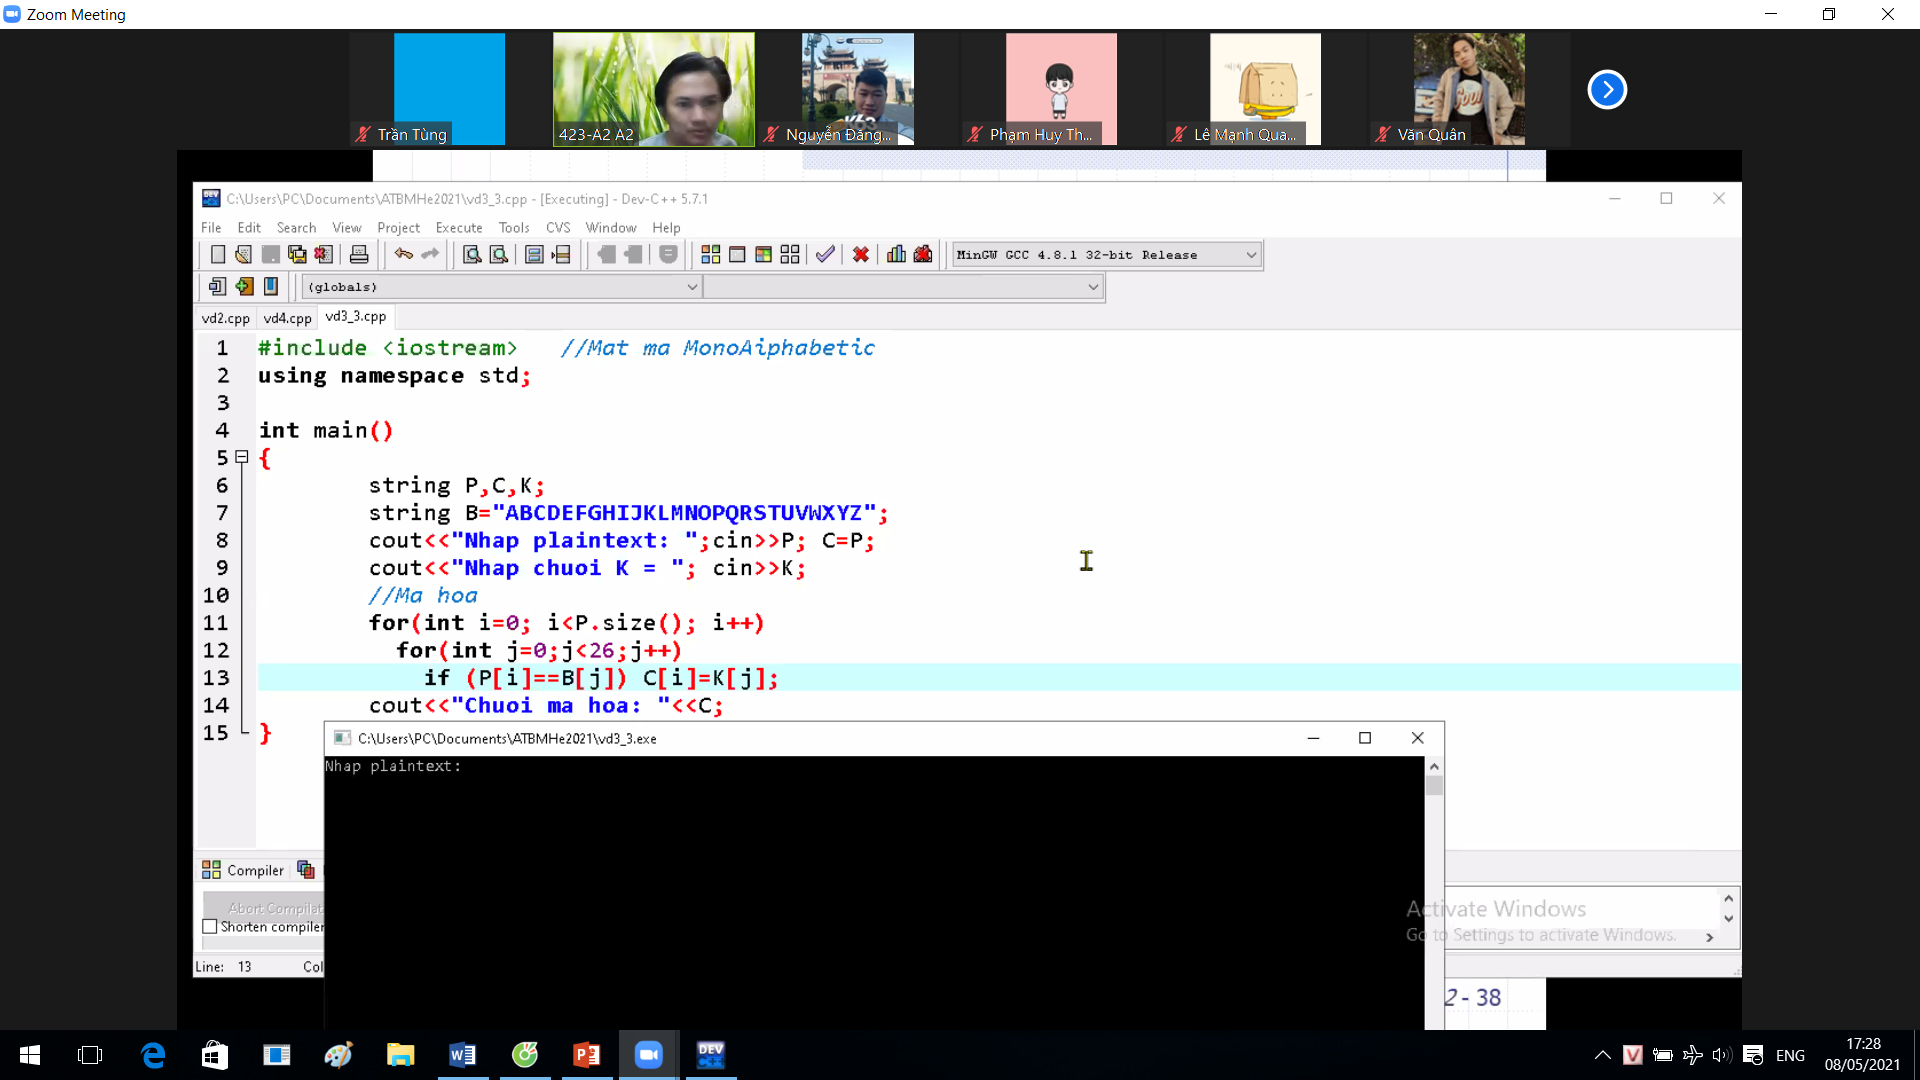 Zoom Meeting
Trần Tùng
423-A2 A2
Nguyễn Đăng...
Phạm Huy Th...
Lê Mạnh Qua...
Văn Quân
C:\Users\PC\Documents\ATBMHe2021\vd3_3.cpp - [Executing] - Dev-C++ 5.7.1
File Edit Search View Project Execute Tools CVS Window Help
MinGW GCC 4.8.1 32-bit Release
(globals)
vd2.cpp vd4.cpp vd3_3.cpp
1 #include <iostream> //Mat ma MonoAiphabetic
2 using namespace std;
3
4 int main()
5 {
6 string P,C,K;
7 string B="ABCDEFGHIJKLMNOPQRSTUVWXYZ";
8 cout<<"Nhap plaintext: ";cin>>P; C=P;
9 cout<<"Nhap chuoi K = "; cin>>K;
10 //Ma hoa
11 for(int i=0; i<P.size(); i++)
12 for(int j=0;j<26;j++)
13 if (P[i]==B[j]) C[i]=K[j];
14 cout<<"Chuoi ma hoa: "<<C;
15 }
C:\Users\PC\Documents\ATBMHe2021\vd3_3.exe
Nhap plaintext:
Compiler
Abort Compilat
Shorten compiler
Line: 13 Col
Activate Windows
Go to Settings to activate Windows.
2 - 38
ENG
17:28
08/05/2021